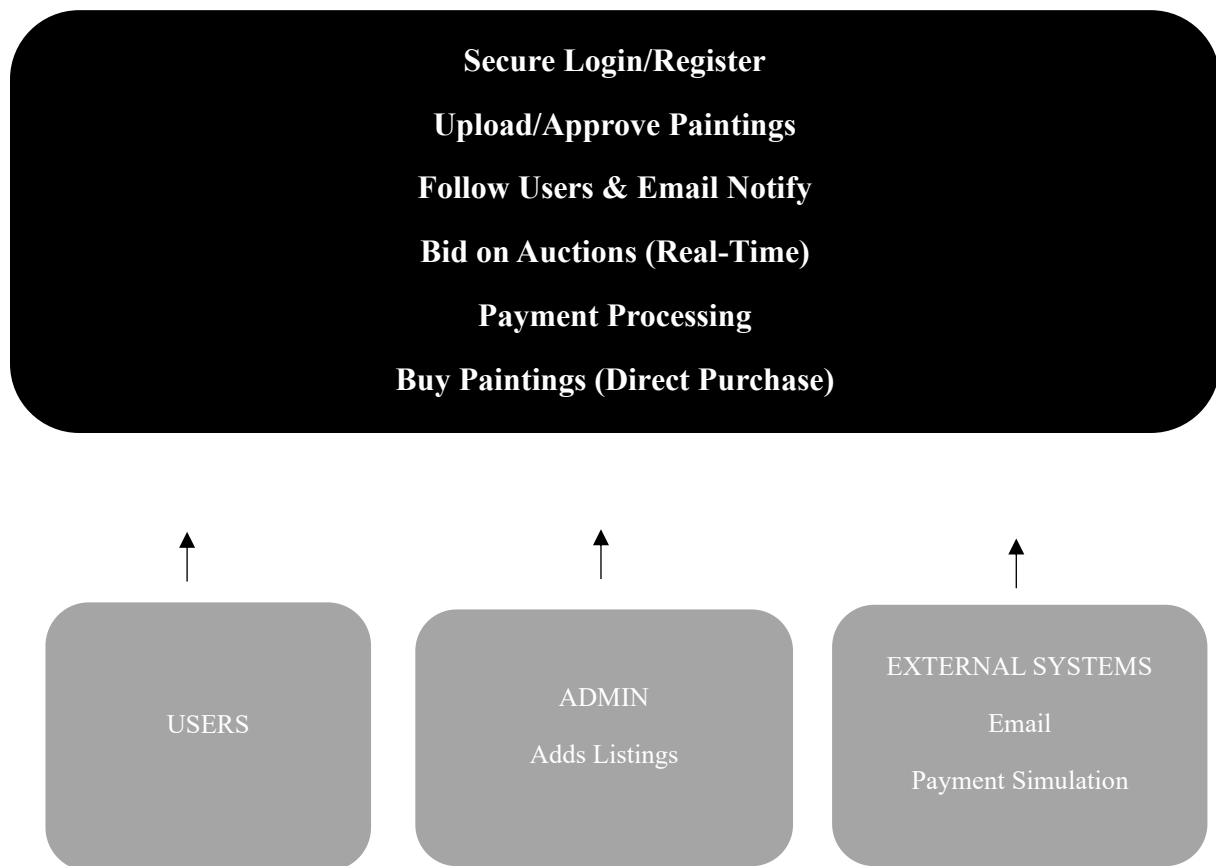 Secure Login/Register
Upload/Approve Paintings
Follow Users & Email Notify
Bid on Auctions (Real-Time)
Payment Processing
Buy Paintings (Direct Purchase)
USERS
ADMIN
Adds Listings
EXTERNAL SYSTEMS
Email
Payment Simulation